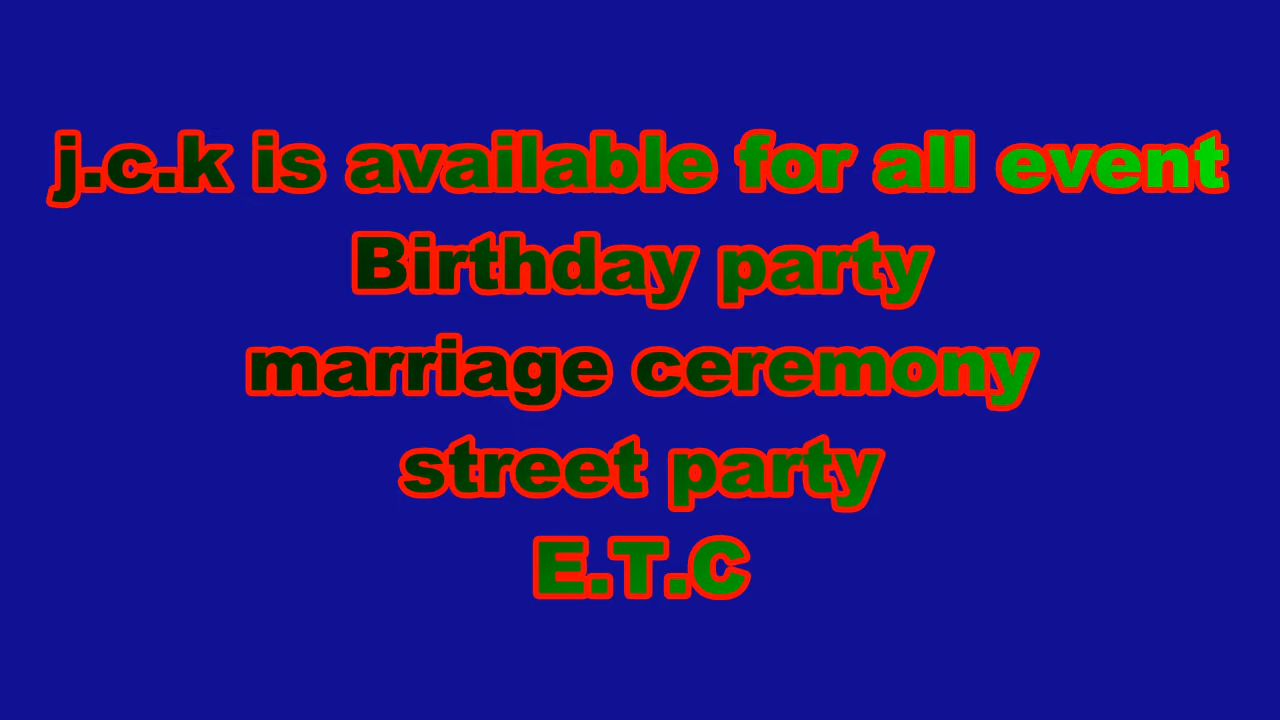 j.c.k is available for all event
Birthday party
marriage ceremony
street party
E.T.C